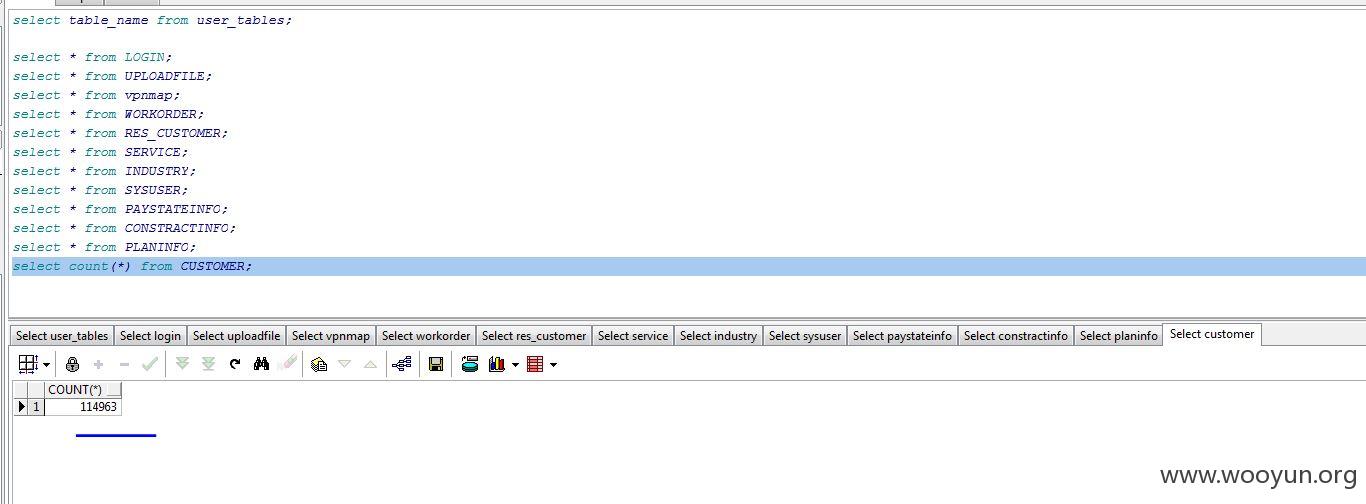 select table_name from user_tables;
select * from LOGIN;
select * from UPLOADFILE;
select * from vpnmap;
select * from WORKORDER;
select * from RES_CUSTOMER;
select * from SERVICE;
select * from INDUSTRY;
select * from SYSUSER;
select * from PAYSTATEINFO;
select * from CONSTRACTINFO;
select * from PLANINFO;
select count(*) from CUSTOMER;
Select user_tables Select login Select uploadfile Select vpnmap Select workorder Select res_customer Select service Select industry Select sysuser Select paystateinfo Select constractinfo Select planinfo Select customer
COUNT(*)
1 114963
www.wooyun.org